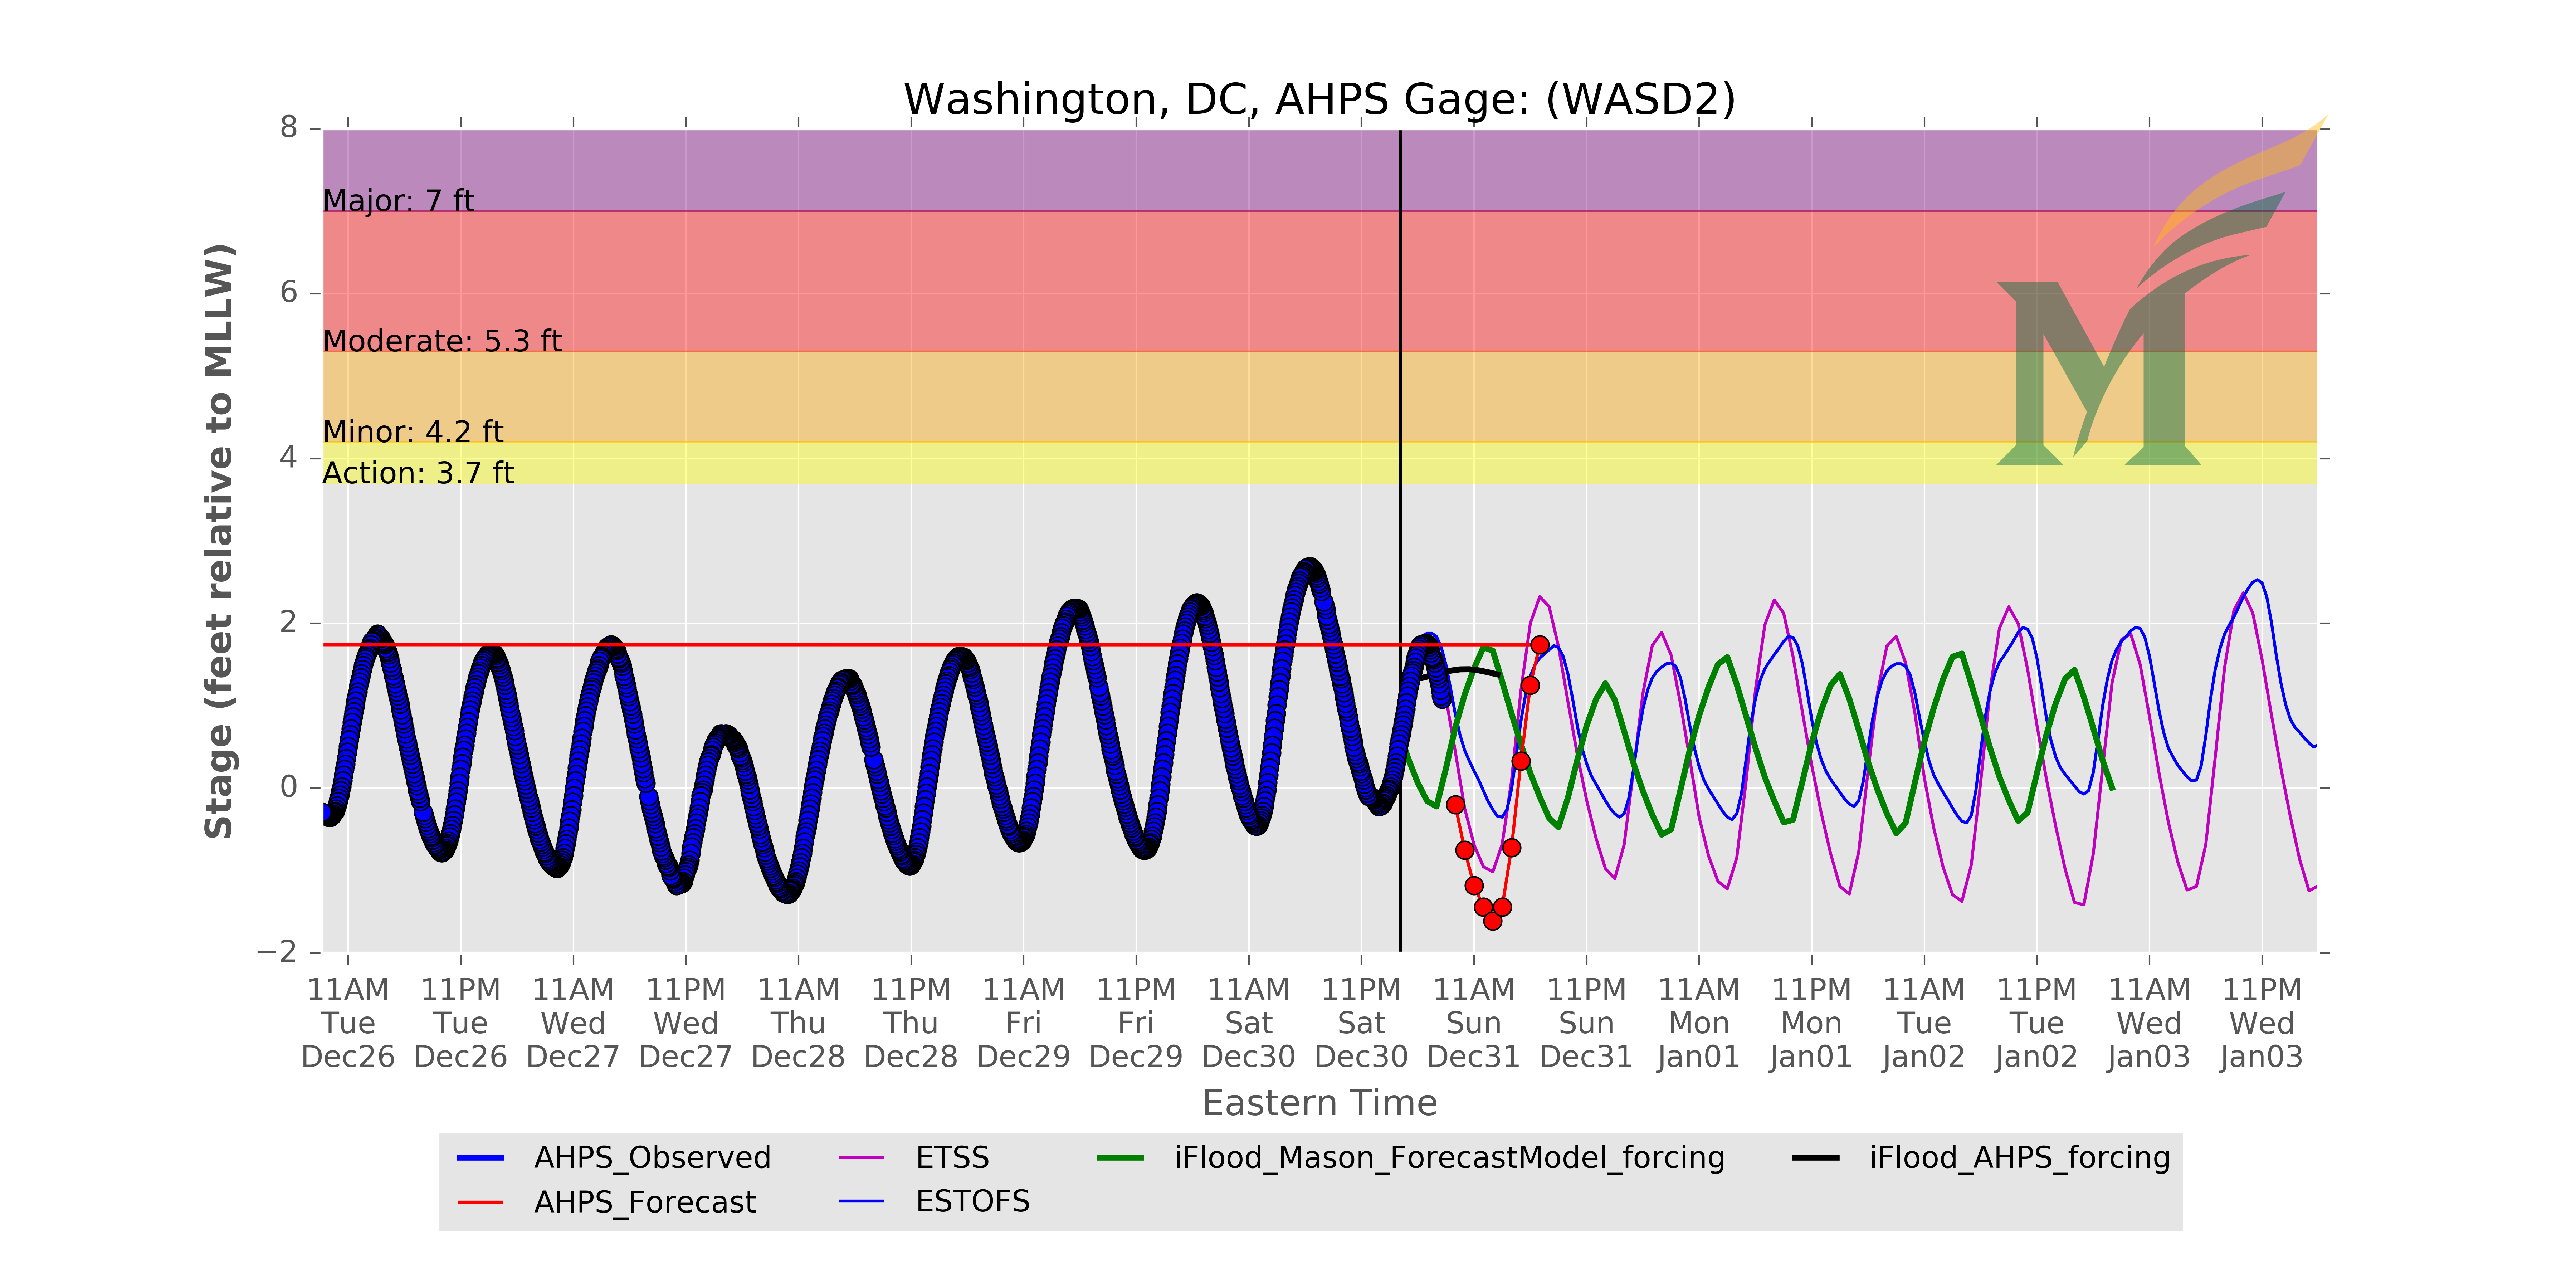 Washington, DC, AHPS Gage: (WASD2)
Stage (feet relative to MLLW)
8
6
4
2
0
−2
Major: 7 ft
Moderate: 5.3 ft
Minor: 4.2 ft
Action: 3.7 ft
11AM 11PM 11AM 11PM 11AM 11PM 11AM 11PM 11AM 11PM 11AM 11PM 11AM 11PM 11AM 11PM 11AM 11PM
Tue Tue Wed Wed Thu Thu Fri Fri Sat Sat Sun Sun Mon Mon Tue Tue Wed Wed
Dec26 Dec26 Dec27 Dec27 Dec28 Dec28 Dec29 Dec29 Dec30 Dec30 Dec31 Dec31 Jan01 Jan01 Jan02 Jan02 Jan03 Jan03
Eastern Time
AHPS_Observed ETSS iFlood_Mason_ForecastModel_forcing iFlood_AHPS_forcing
AHPS_Forecast ESTOFS
M